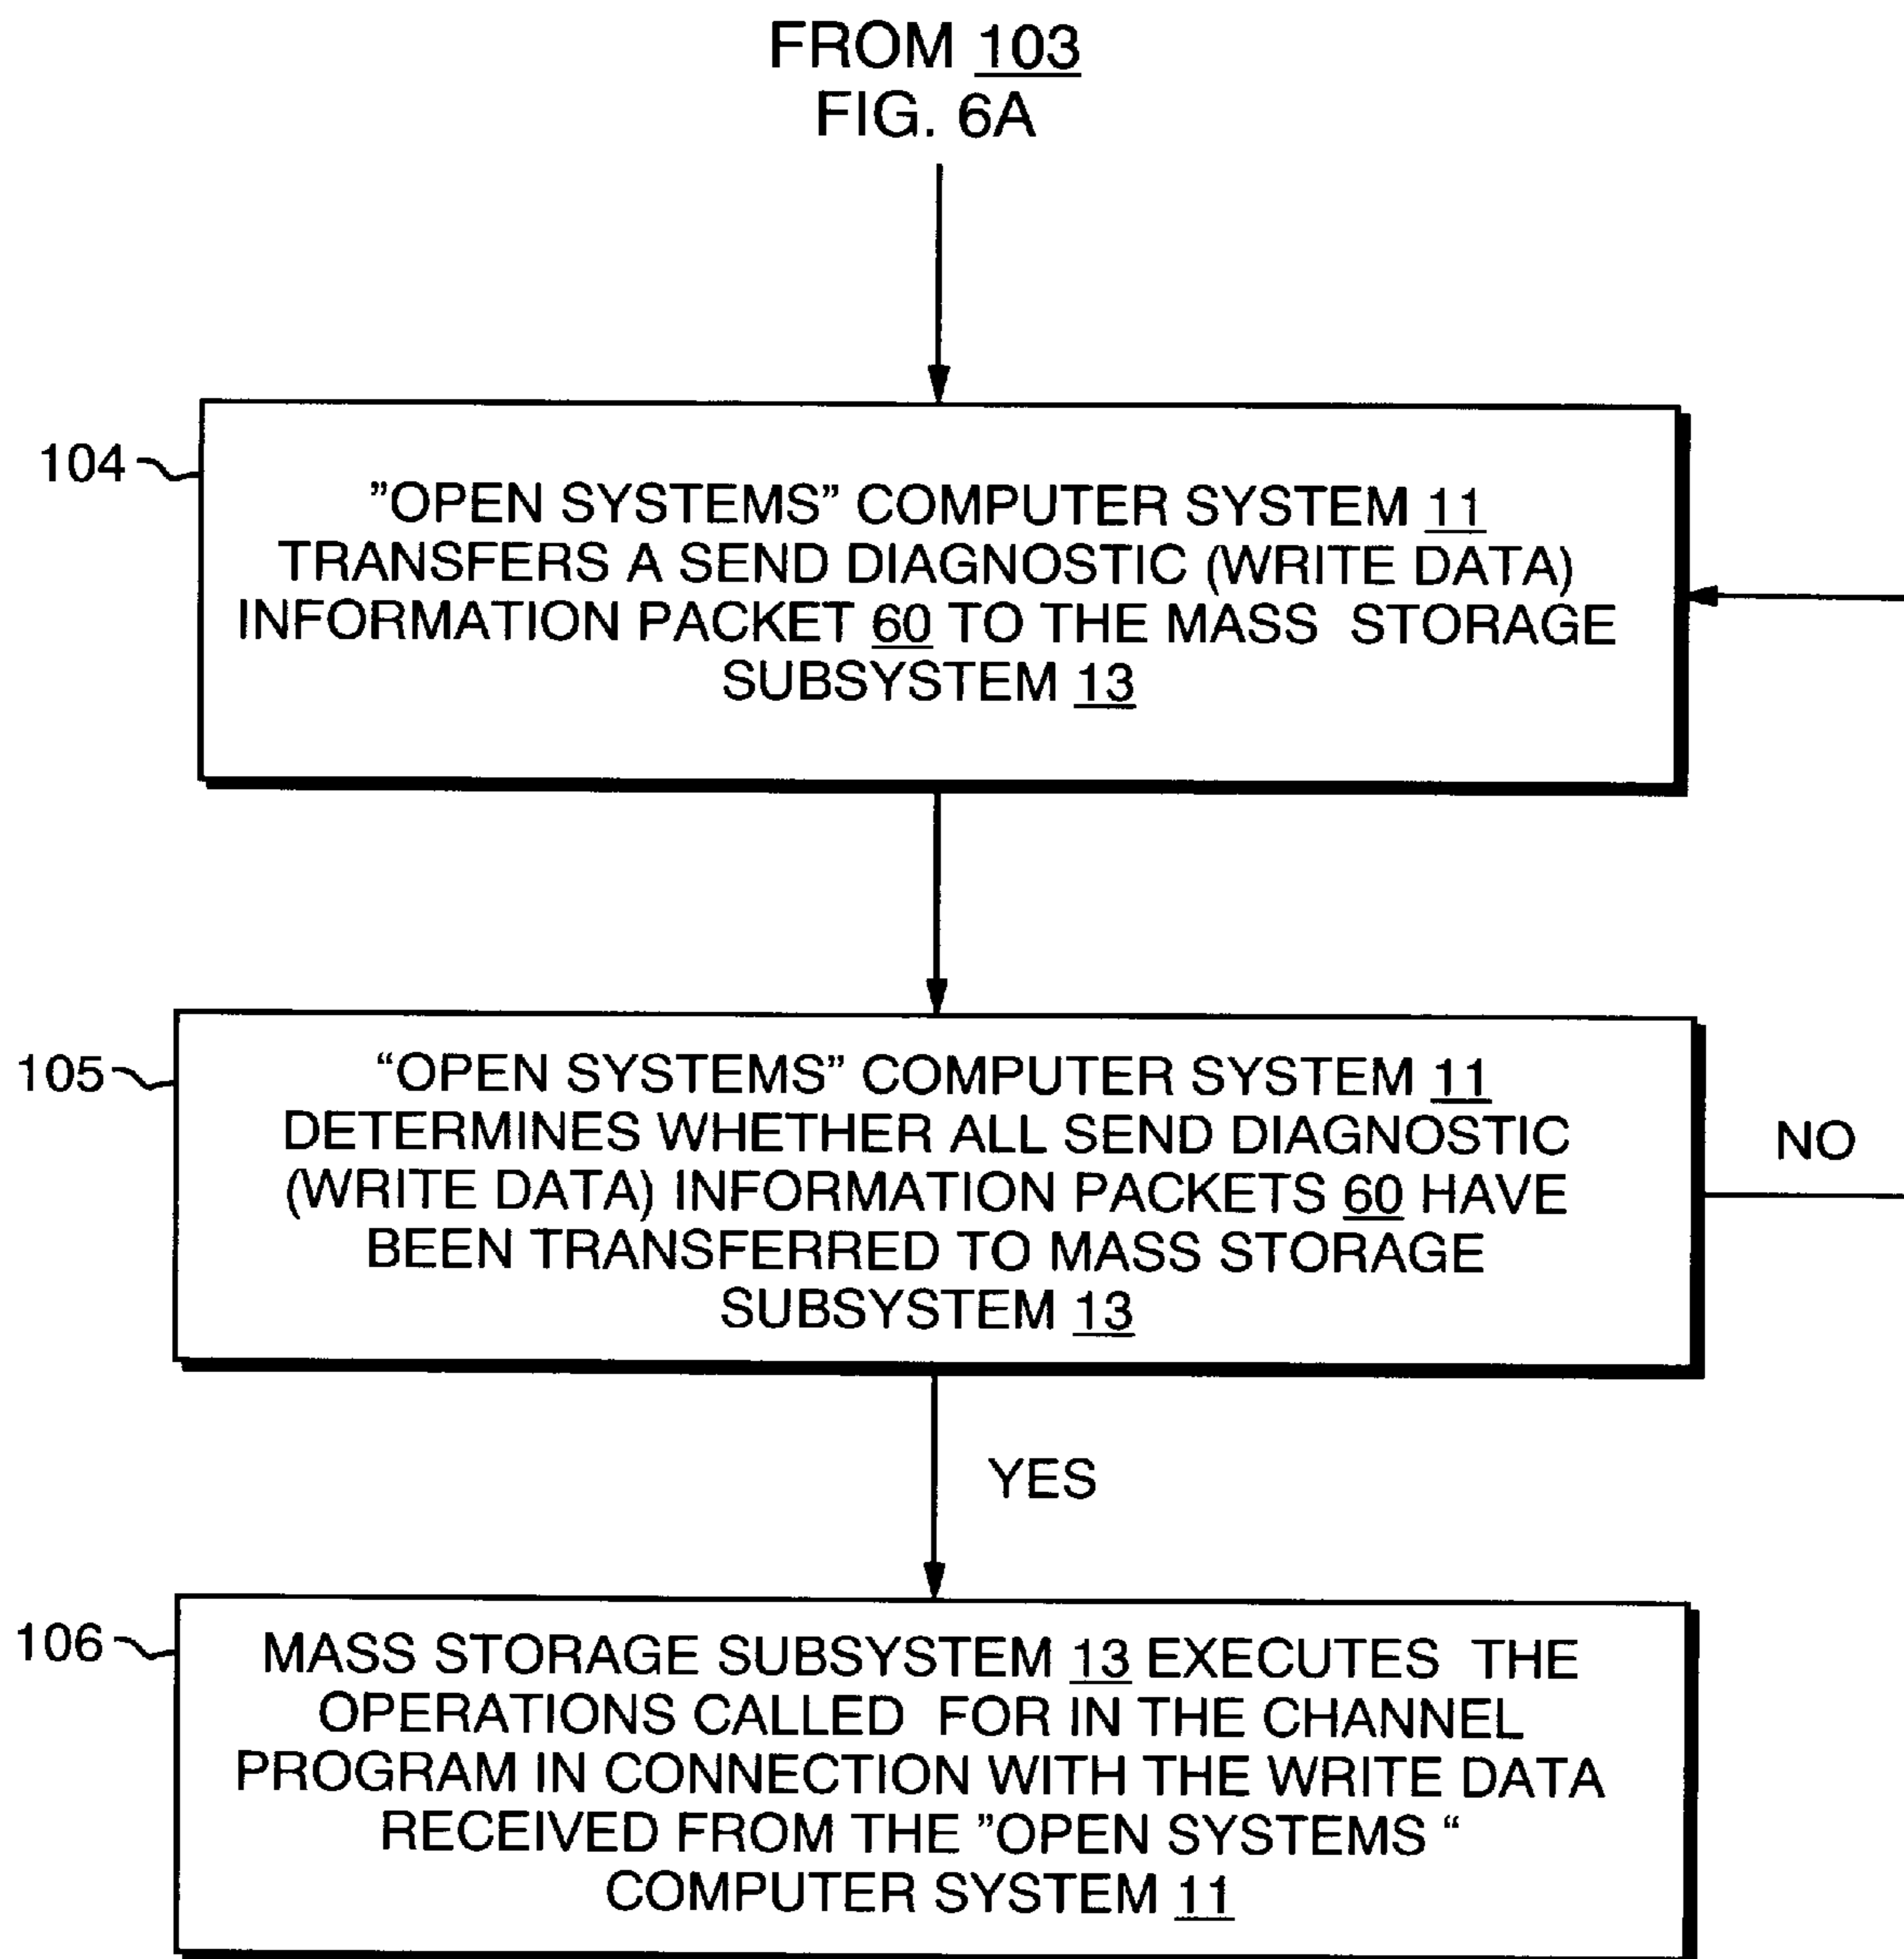 FROM 103
FIG. 6A
104
”OPEN SYSTEMS” COMPUTER SYSTEM 11
TRANSFERS A SEND DIAGNOSTIC (WRITE DATA)
INFORMATION PACKET 60 TO THE MASS STORAGE
SUBSYSTEM 13
105
“OPEN SYSTEMS” COMPUTER SYSTEM 11
DETERMINES WHETHER ALL SEND DIAGNOSTIC
(WRITE DATA) INFORMATION PACKETS 60 HAVE
BEEN TRANSFERRED TO MASS STORAGE
SUBSYSTEM 13
NO
YES
106
MASS STORAGE SUBSYSTEM 13 EXECUTES THE
OPERATIONS CALLED FOR IN THE CHANNEL
PROGRAM IN CONNECTION WITH THE WRITE DATA
RECEIVED FROM THE ”OPEN SYSTEMS “
COMPUTER SYSTEM 11